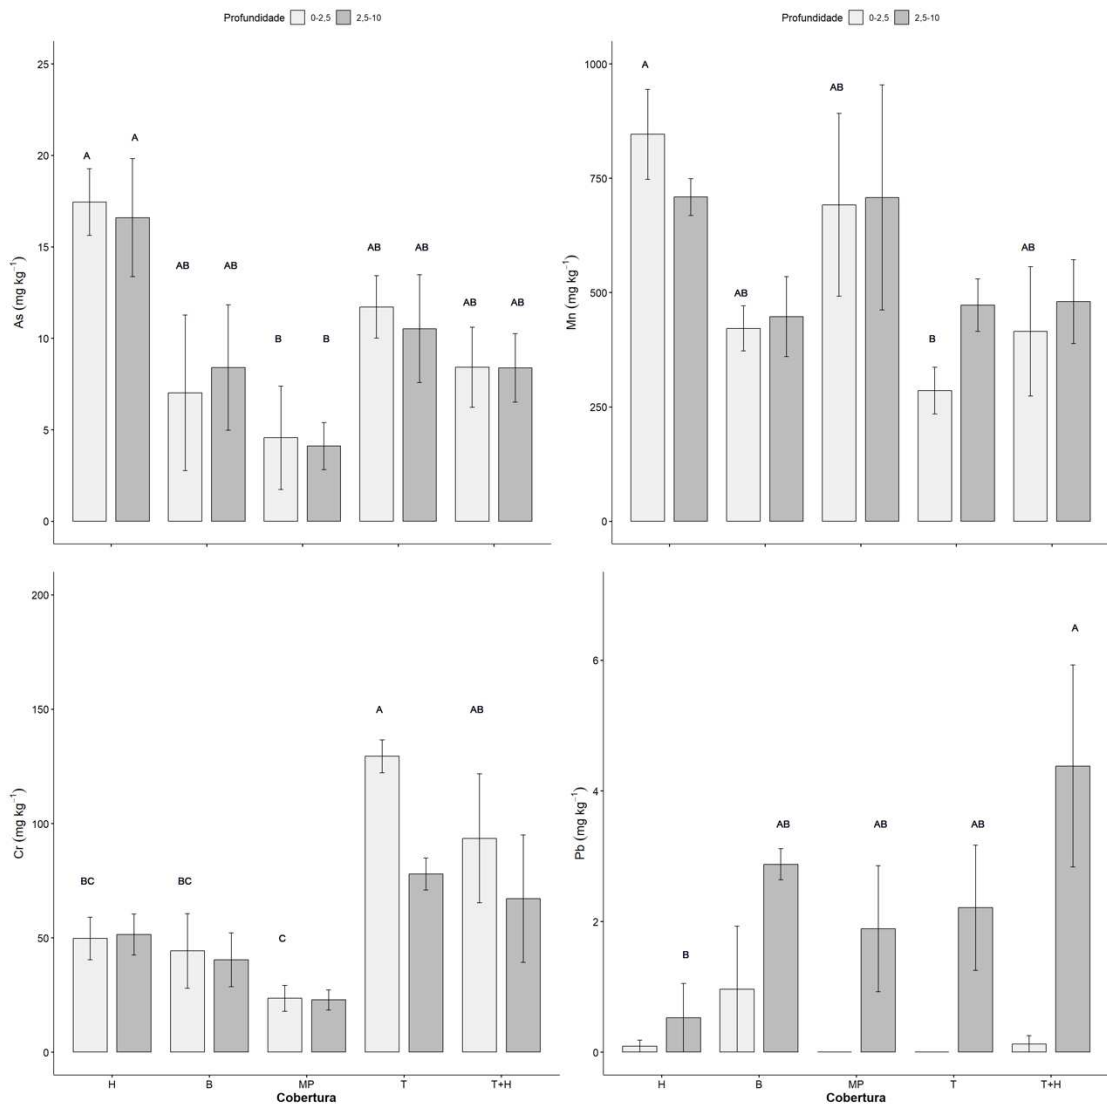 Profundidade 0-2,5 2,5-10
25
20
15
10
5
0
As (mg kg⁻¹)
A
A
AB
AB
B
B
AB
AB
AB
AB
Profundidade 0-2,5 2,5-10
1000
750
500
250
0
Mn (mg kg⁻¹)
A
AB
AB
B
AB
200
150
100
50
0
Cr (mg kg⁻¹)
BC
BC
C
A
AB
H B MP T T+H
Cobertura
6
4
2
0
Pb (mg kg⁻¹)
B
AB
AB
AB
A
H B MP T T+H
Cobertura